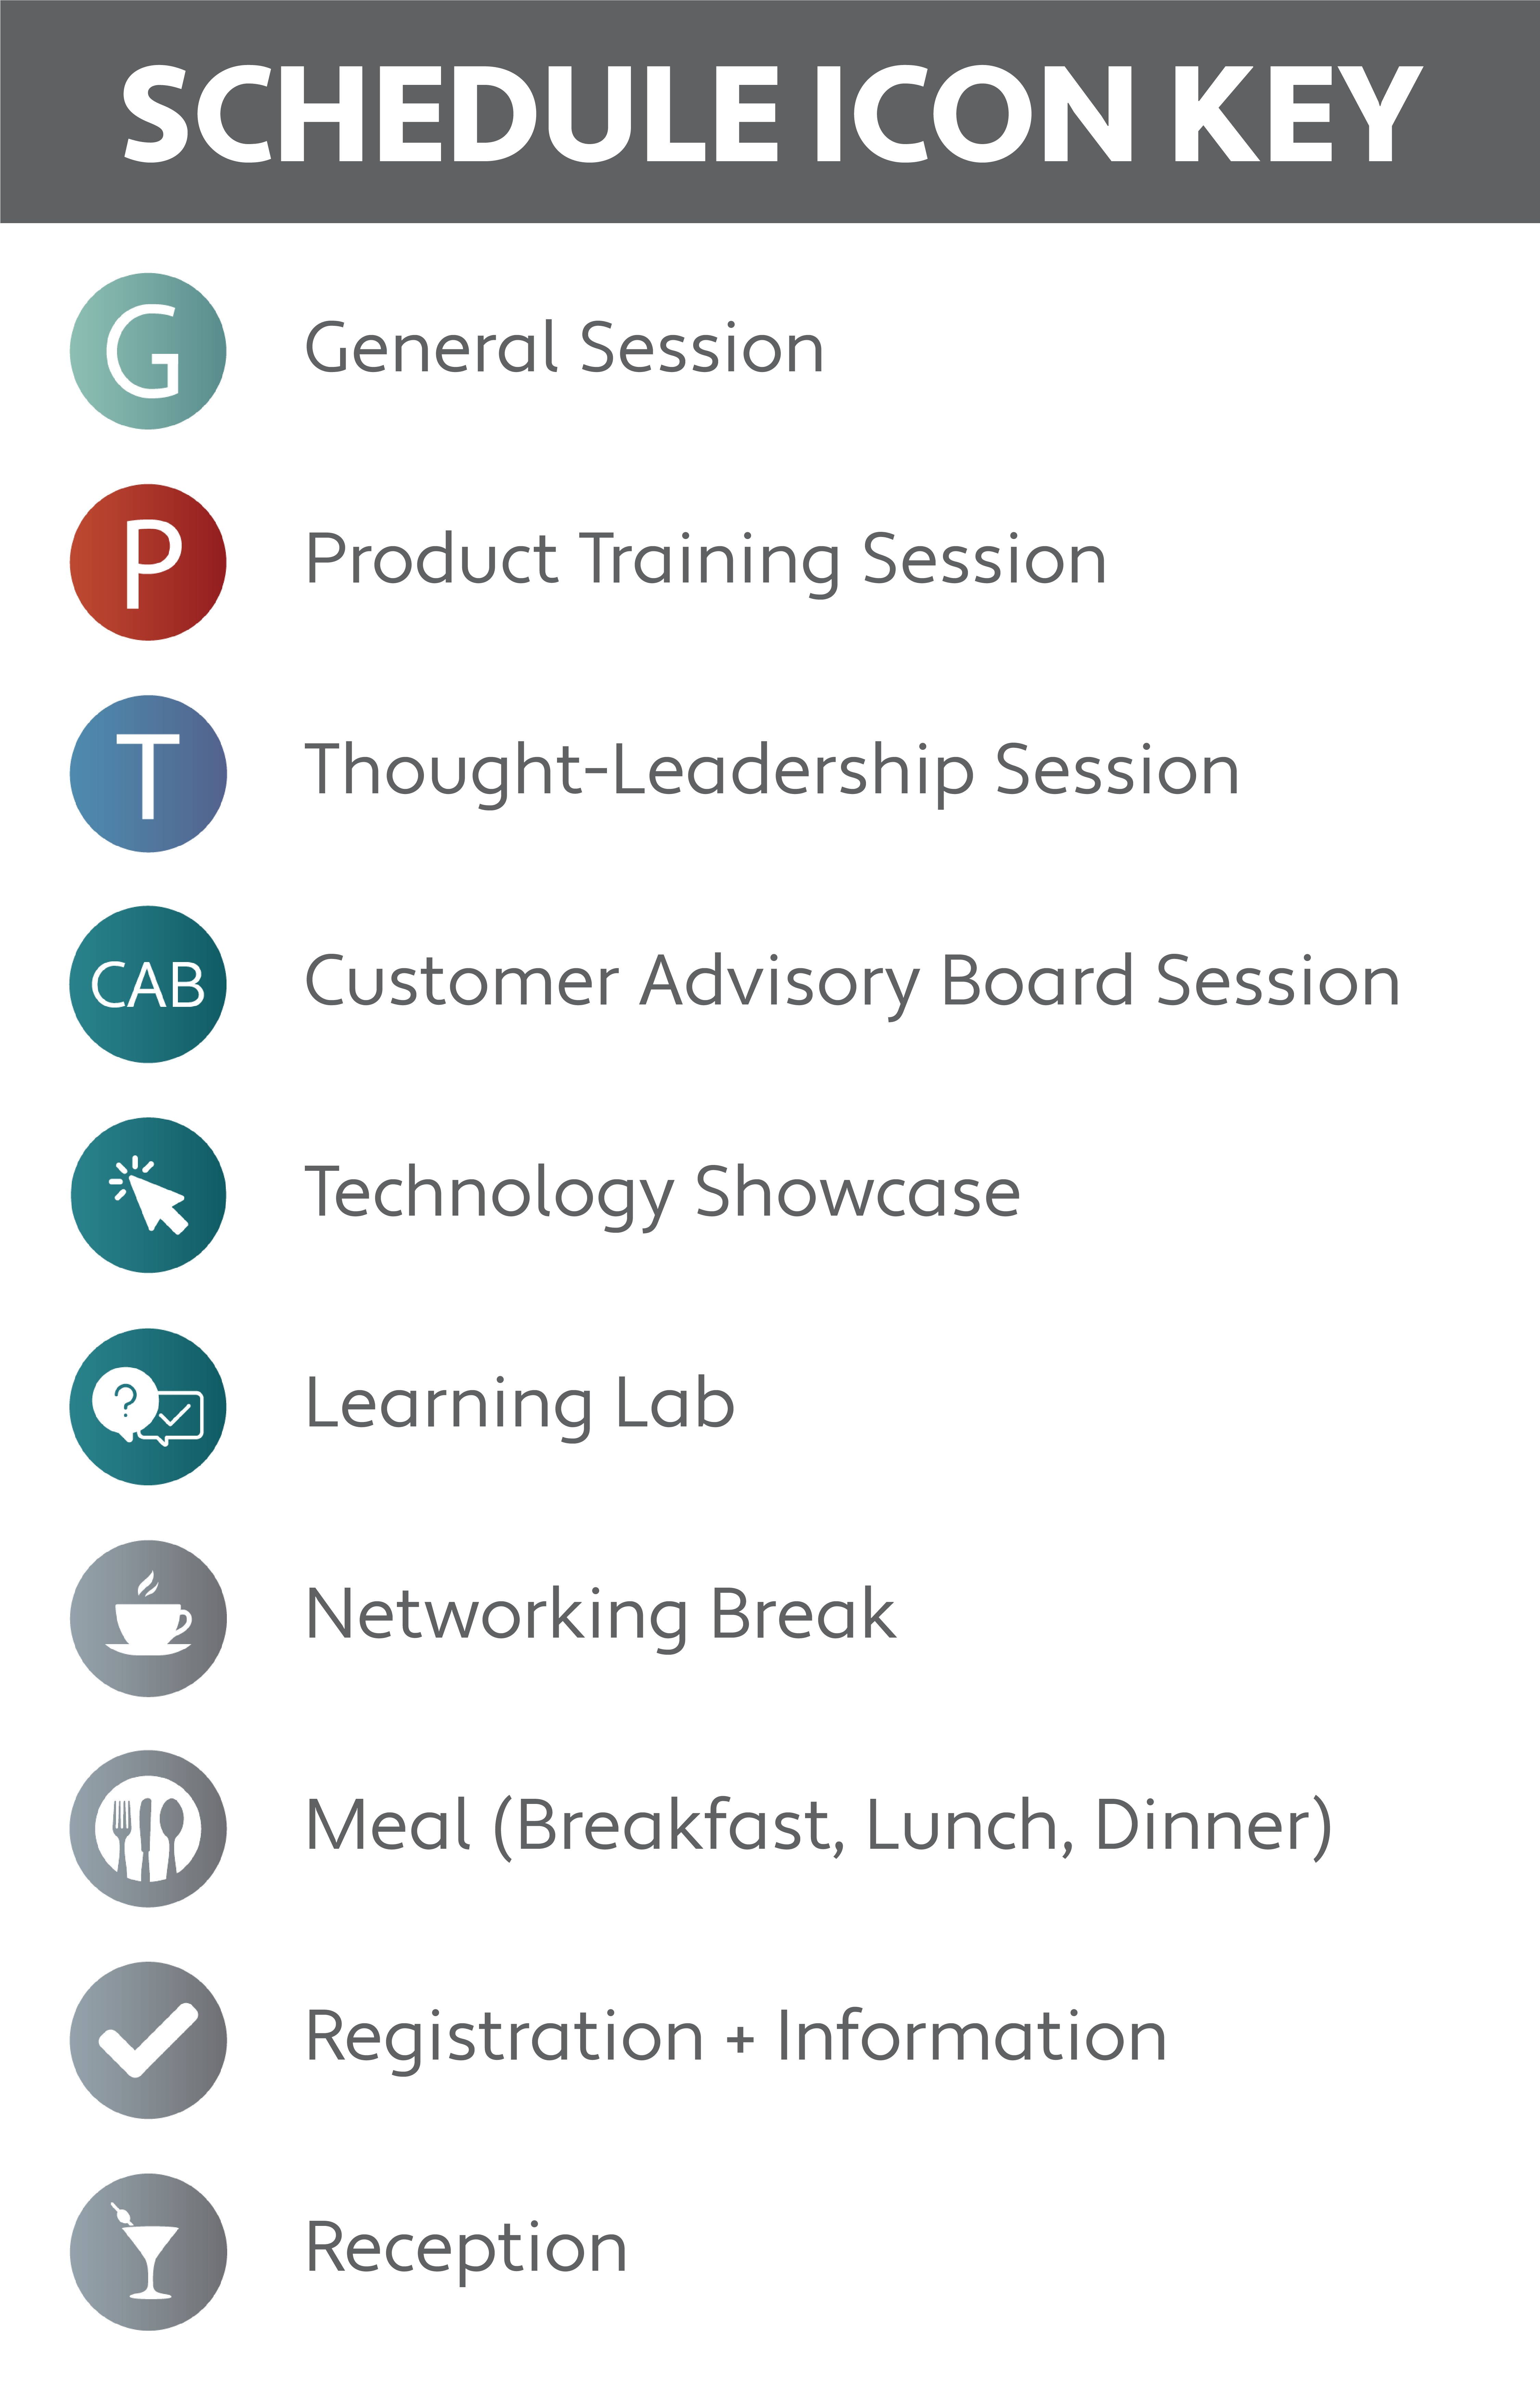 SCHEDULE ICON KEY
G General Session
P Product Training Session
T Thought-Leadership Session
CAB Customer Advisory Board Session
Technology Showcase
? Learning Lab
Networking Break
Meal (Breakfast, Lunch, Dinner)
Registration + Information
Reception